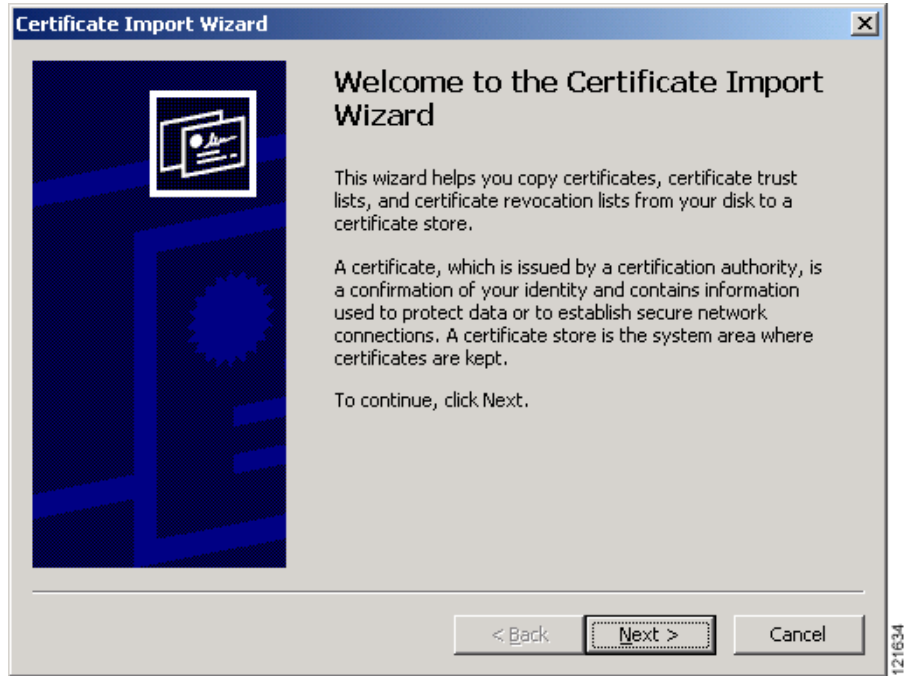 Certificate Import Wizard
Welcome to the Certificate Import
Wizard
This wizard helps you copy certificates, certificate trust
lists, and certificate revocation lists from your disk to a
certificate store.
A certificate, which is issued by a certification authority, is
a confirmation of your identity and contains information
used to protect data or to establish secure network
connections. A certificate store is the system area where
certificates are kept.
To continue, click Next.
< Back
Next >
Cancel
121634